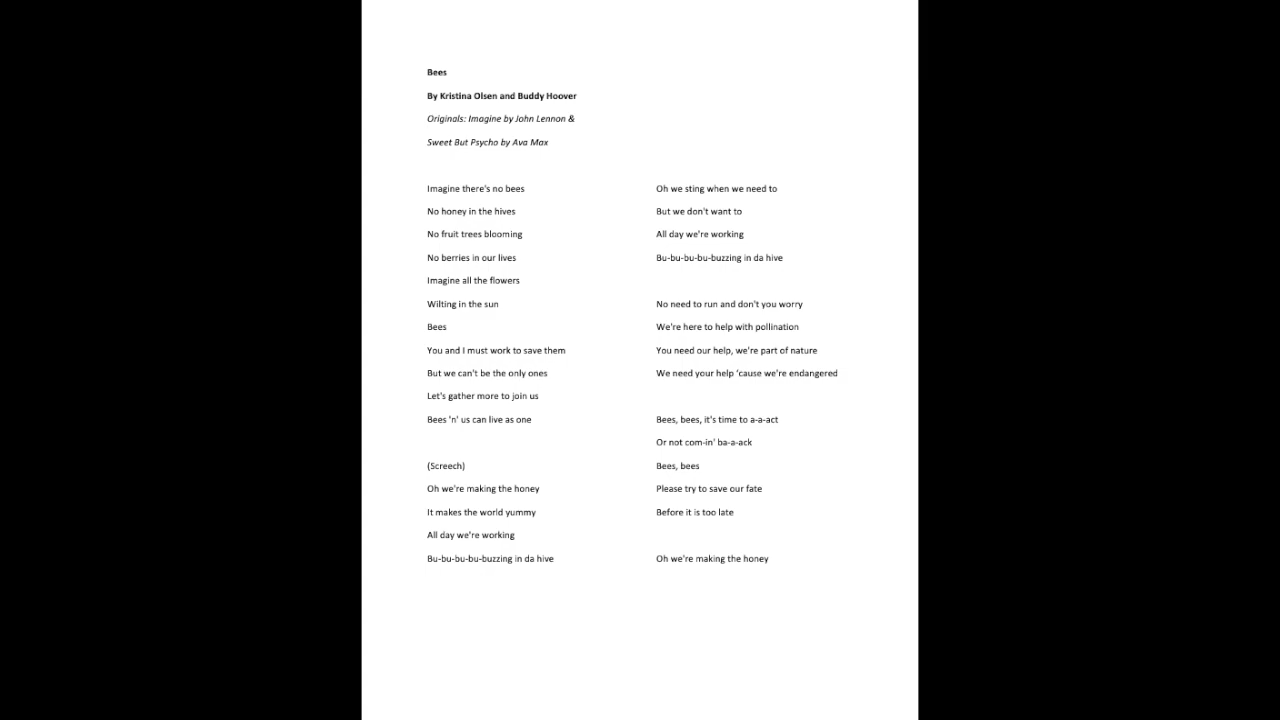 Bees
By Kristina Olsen and Buddy Hoover
Originals: Imagine by John Lennon &
Sweet But Psycho by Ava Max
Imagine there's no bees
No honey in the hives
No fruit trees blooming
No berries in our lives
Imagine all the flowers
Wilting in the sun
Bees
You and I must work to save them
But we can't be the only ones
Let's gather more to join us
Bees 'n' us can live as one
(Screech)
Oh we're making the honey
It makes the world yummy
All day we're working
Bu-bu-bu-bu-buzzing in da hive
Oh we sting when we need to
But we don't want to
All day we're working
Bu-bu-bu-bu-buzzing in da hive
No need to run and don't you worry
We're here to help with pollination
You need our help, we're part of nature
We need your help ‘cause we're endangered
Bees, bees, it's time to a-a-act
Or not com-in' ba-a-ack
Bees, bees
Please try to save our fate
Before it is too late
Oh we're making the honey